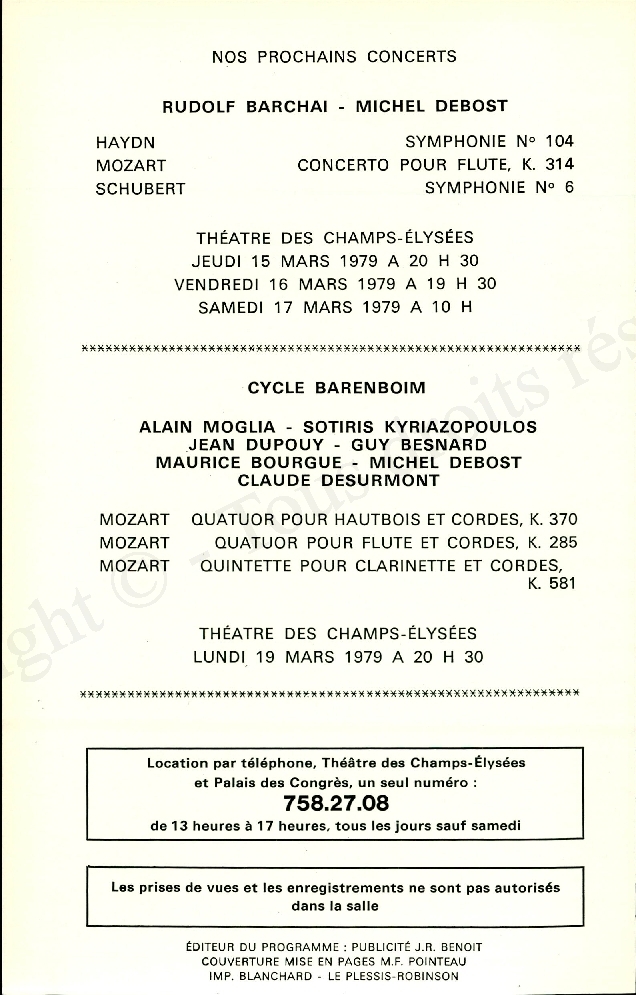 NOS PROCHAINS CONCERTS
RUDOLF BARCHAI - MICHEL DEBOST
HAYDN SYMPHONIE Nº 104
MOZART CONCERTO POUR FLUTE, K. 314
SCHUBERT SYMPHONIE Nº 6
THÉATRE DES CHAMPS-ÉLYSÉES
JEUDI 15 MARS 1979 A 20 H 30
VENDREDI 16 MARS 1979 A 19 H 30
SAMEDI 17 MARS 1979 A 10 H
****************************************************************
CYCLE BARENBOIM
ALAIN MOGLIA - SOTIRIS KYRIAZOPOULOS
JEAN DUPOUY - GUY BESNARD
MAURICE BOURGUE - MICHEL DEBOST
CLAUDE DESURMONT
MOZART QUATUOR POUR HAUTBOIS ET CORDES, K. 370
MOZART QUATUOR POUR FLUTE ET CORDES, K. 285
MOZART QUINTETTE POUR CLARINETTE ET CORDES,
K. 581
THÉATRE DES CHAMPS-ÉLYSÉES
LUNDI 19 MARS 1979 A 20 H 30
****************************************************************
Location par téléphone, Théâtre des Champs-Élysées
et Palais des Congrès, un seul numéro :
758.27.08
de 13 heures à 17 heures, tous les jours sauf samedi
Les prises de vues et les enregistrements ne sont pas autorisés
dans la salle
ÉDITEUR DU PROGRAMME : PUBLICITÉ J.R. BENOIT
COUVERTURE MISE EN PAGES M.F. POINTEAU
IMP. BLANCHARD - LE PLESSIS-ROBINSON
ight © - Tous droits rés